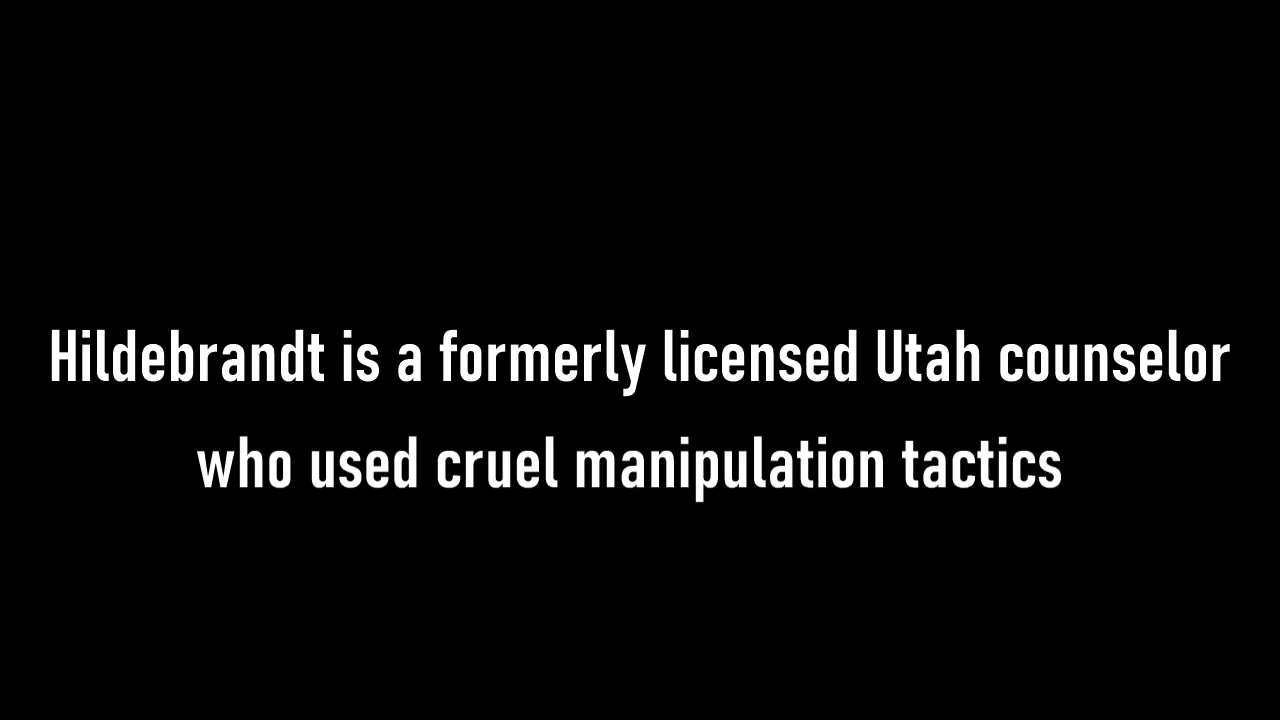 Hildebrandt is a formerly licensed Utah counselor
who used cruel manipulation tactics